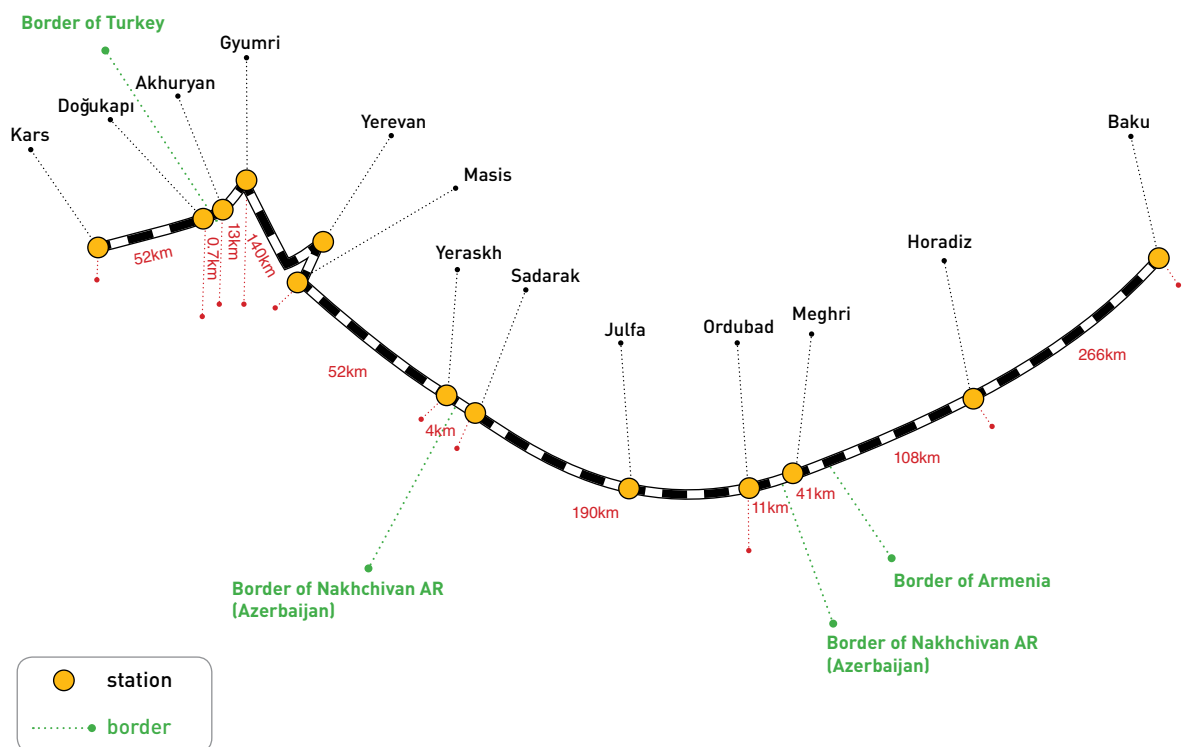 Border of Turkey
Gyumri
Akhuryan
Doğukapı
Kars
Yerevan
Masis
Baku
Yeraskh
Sadarak
Horadiz
Julfa
Ordubad
Meghri
52km
0.7km
13km
140km
52km
4km
190km
11km
41km
108km
266km
Border of Nakhchivan AR
(Azerbaijan)
Border of Armenia
Border of Nakhchivan AR
(Azerbaijan)
station
border